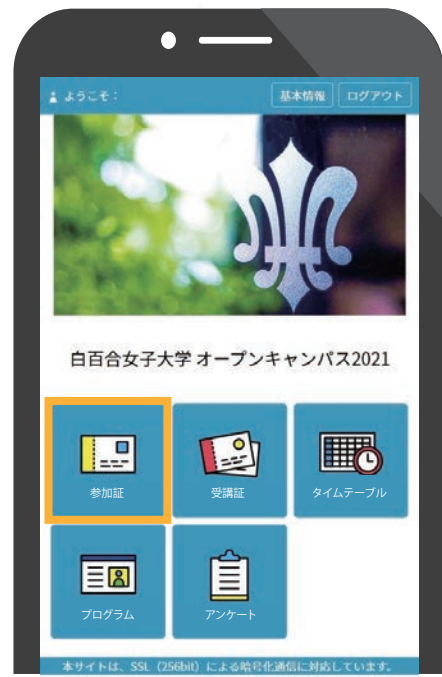 ようこそ：
基本情報 ログアウト
白百合女子大学 オープンキャンパス2021
参加証 受講証 タイムテーブル
プログラム アンケート
本サイトは、SSL（256bit）による暗号化通信に対応しています。